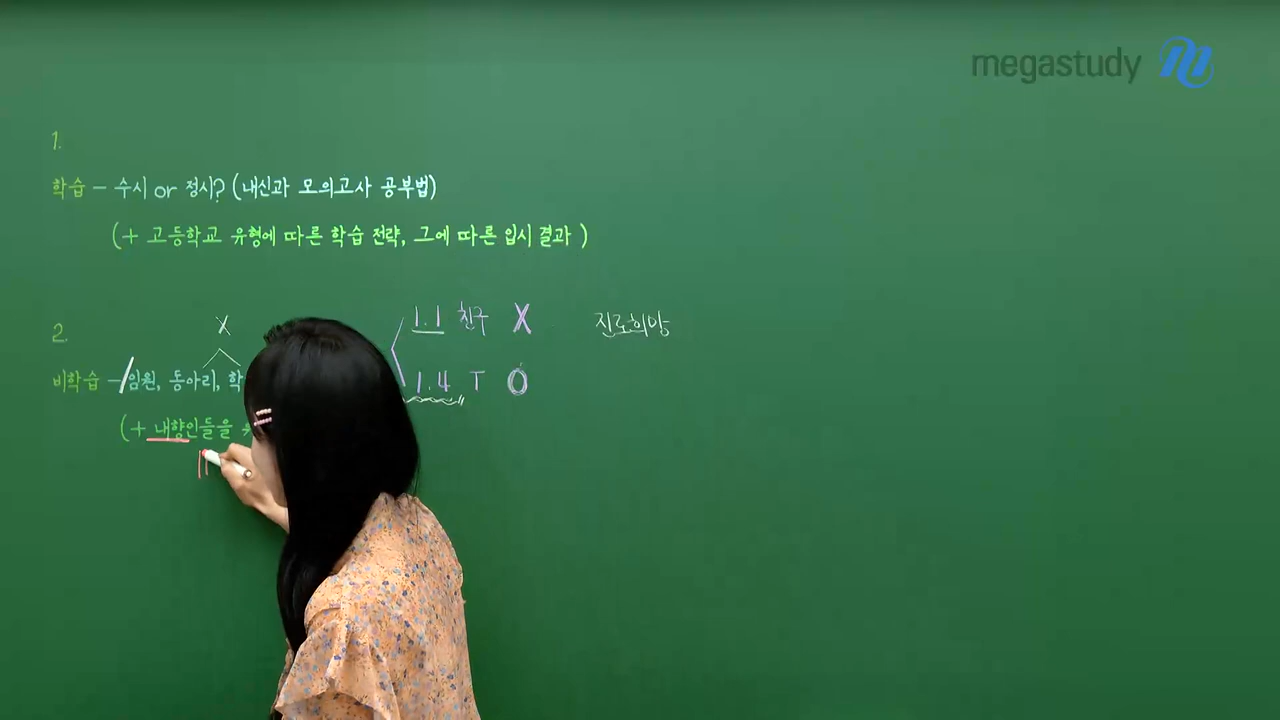 megastudy
1.
학습 - 수시 or 정시? (내신과 모의고사 공부법)
(+ 고등학교 유형에 따른 학습 전략, 그에 따른 입시 결과 )
X
1.1 친구 X
진로희망
2.
비학습 - 임원, 동아리, 학
1.4 T O
(+ 내향인들을